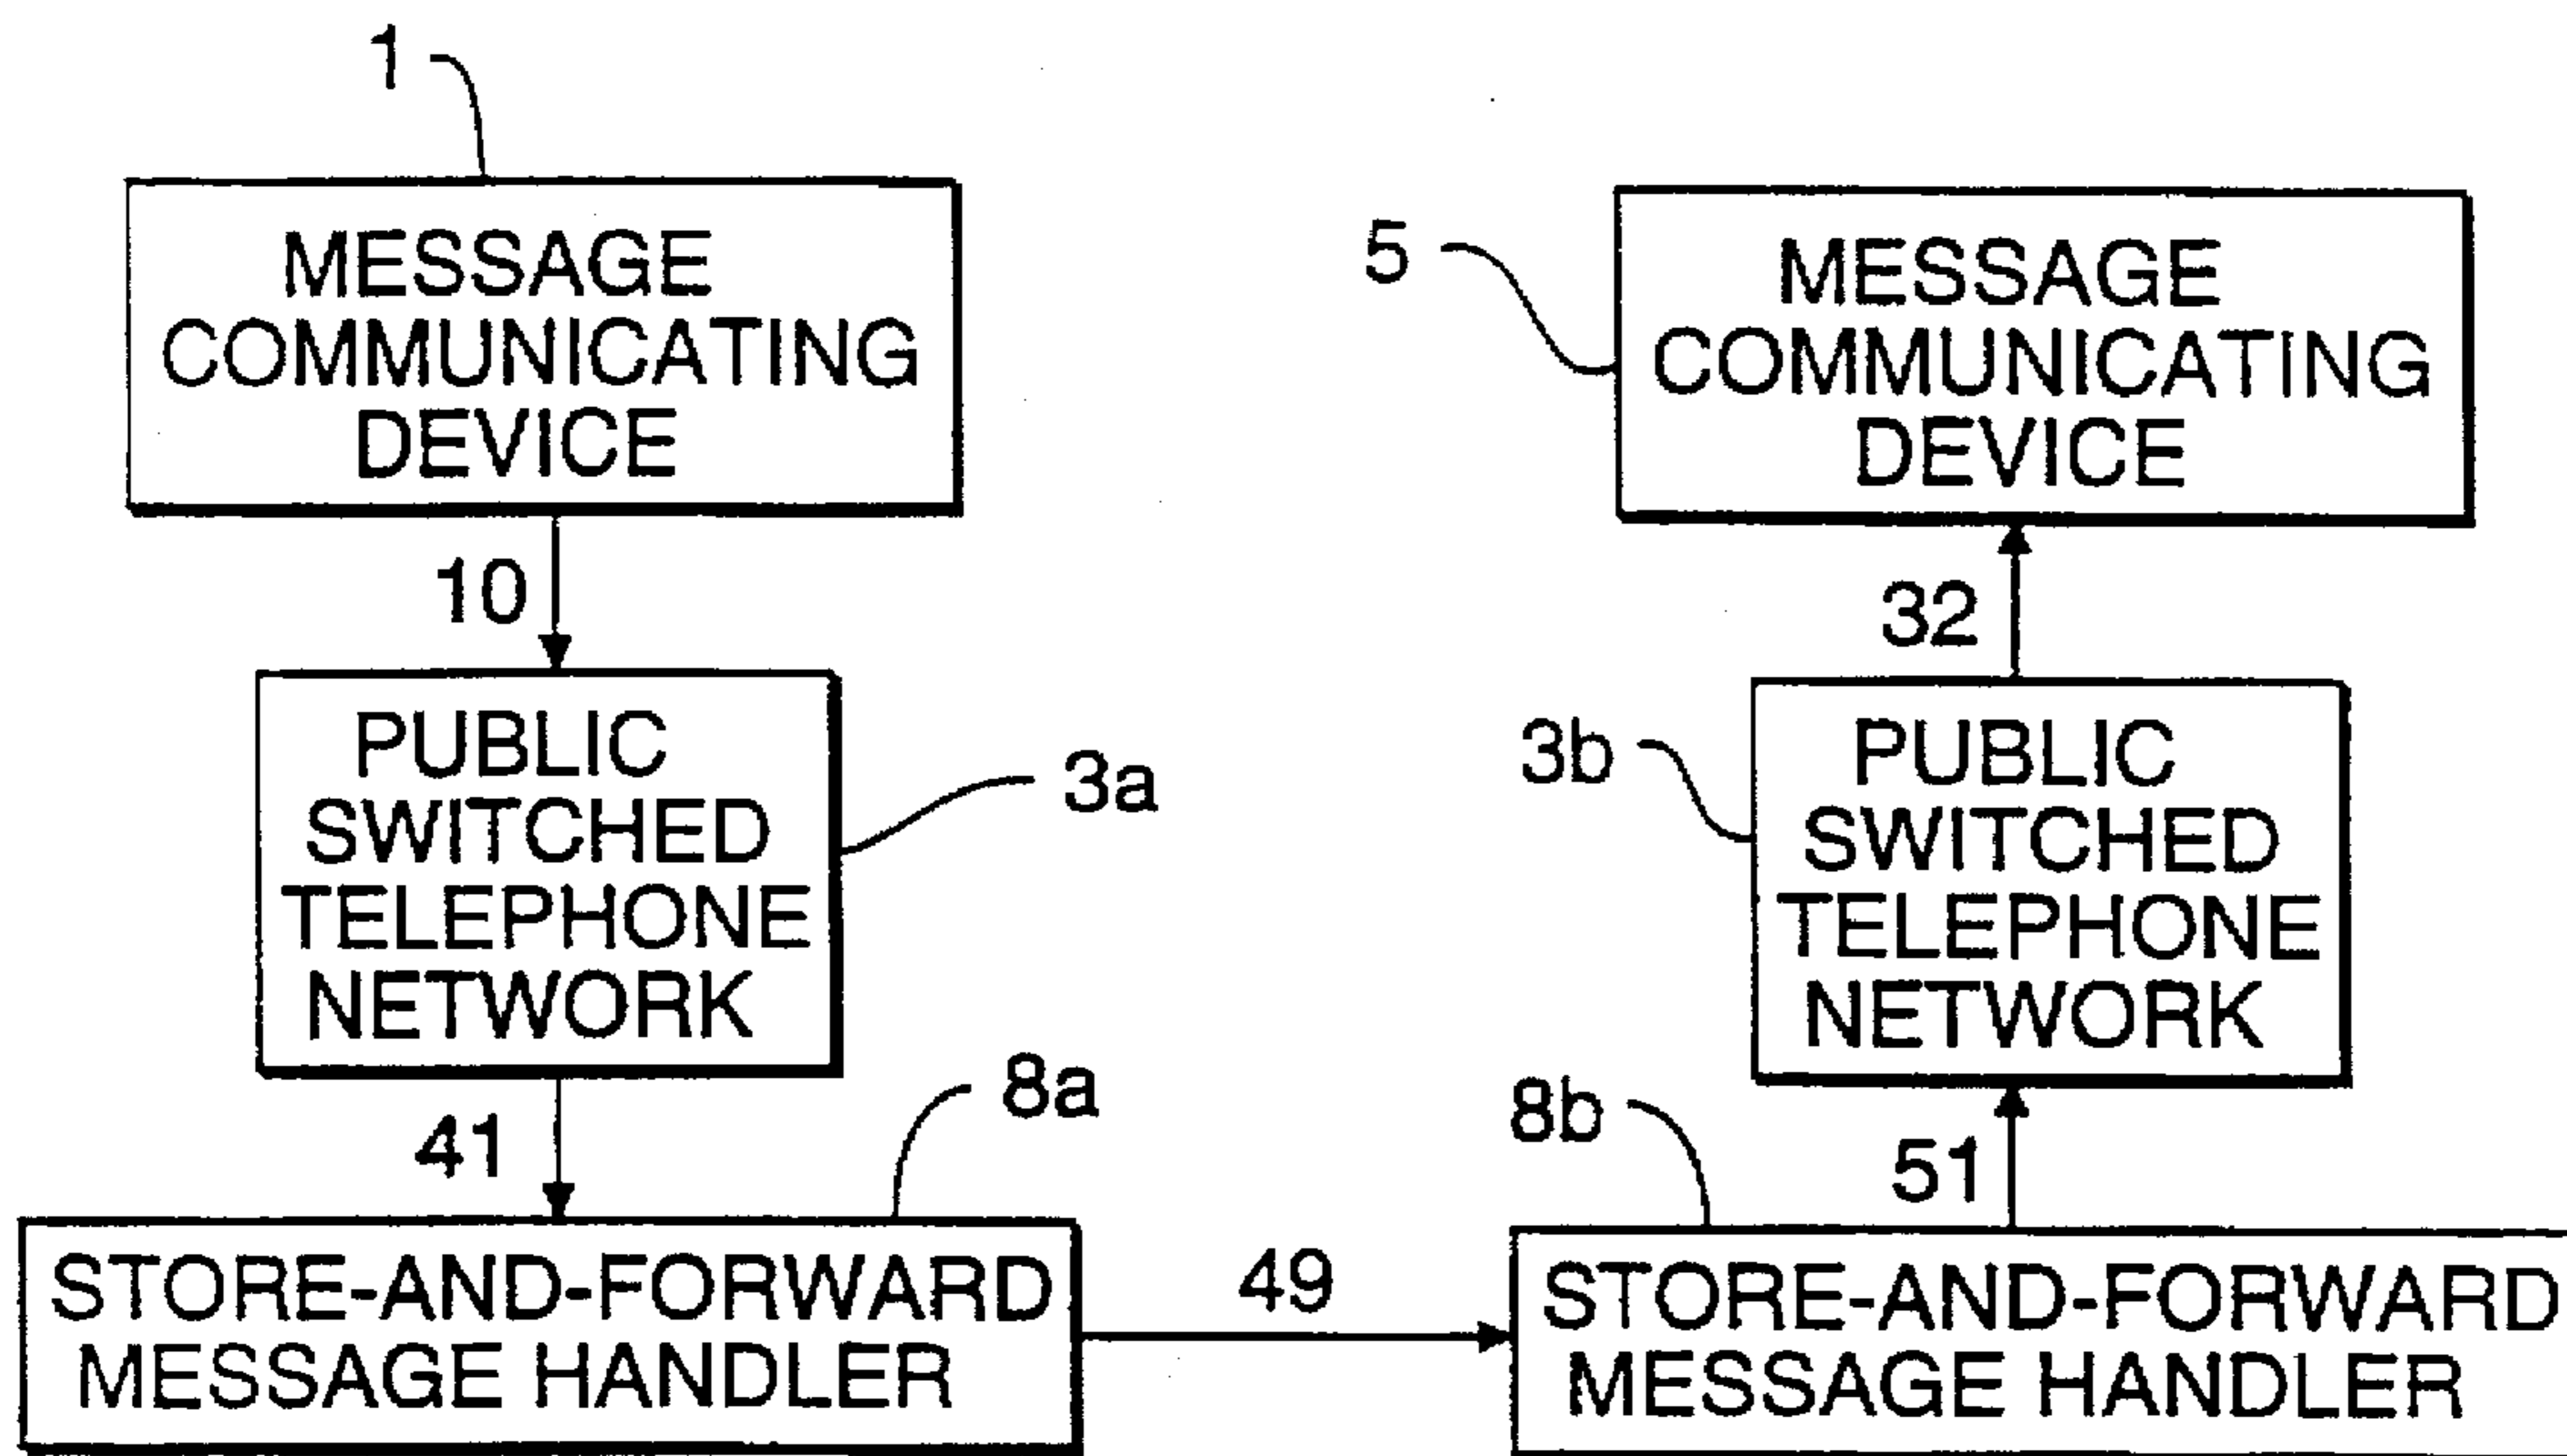 1
MESSAGE
COMMUNICATING
DEVICE
10
PUBLIC
SWITCHED
TELEPHONE
NETWORK
3a
41
8a
STORE-AND-FORWARD
MESSAGE HANDLER
49
5
MESSAGE
COMMUNICATING
DEVICE
32
3b
PUBLIC
SWITCHED
TELEPHONE
NETWORK
8b
51
STORE-AND-FORWARD
MESSAGE HANDLER